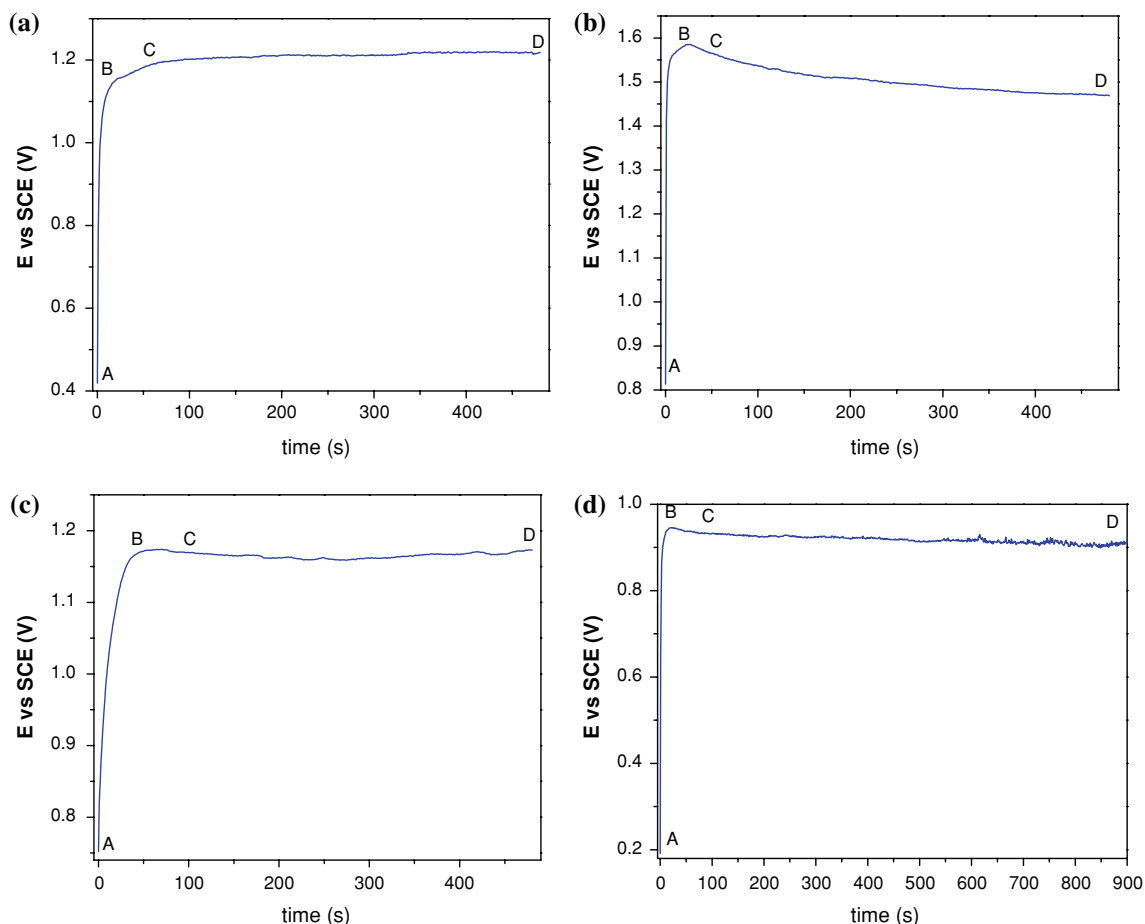 (a)
E vs SCE (V)
1.2
1.0
0.8
0.6
0.4
A
B
C
D
0 100 200 300 400
time (s)
(b)
E vs SCE (V)
1.6
1.5
1.4
1.3
1.2
1.1
1.0
0.9
0.8
A
B
C
D
0 100 200 300 400
time (s)
(c)
E vs SCE (V)
1.2
1.1
1.0
0.9
0.8
A
B
C
D
0 100 200 300 400
time (s)
(d)
E vs SCE (V)
1.0
0.8
0.6
0.4
0.2
A
B
C
D
0 100 200 300 400 500 600 700 800 900
time (s)